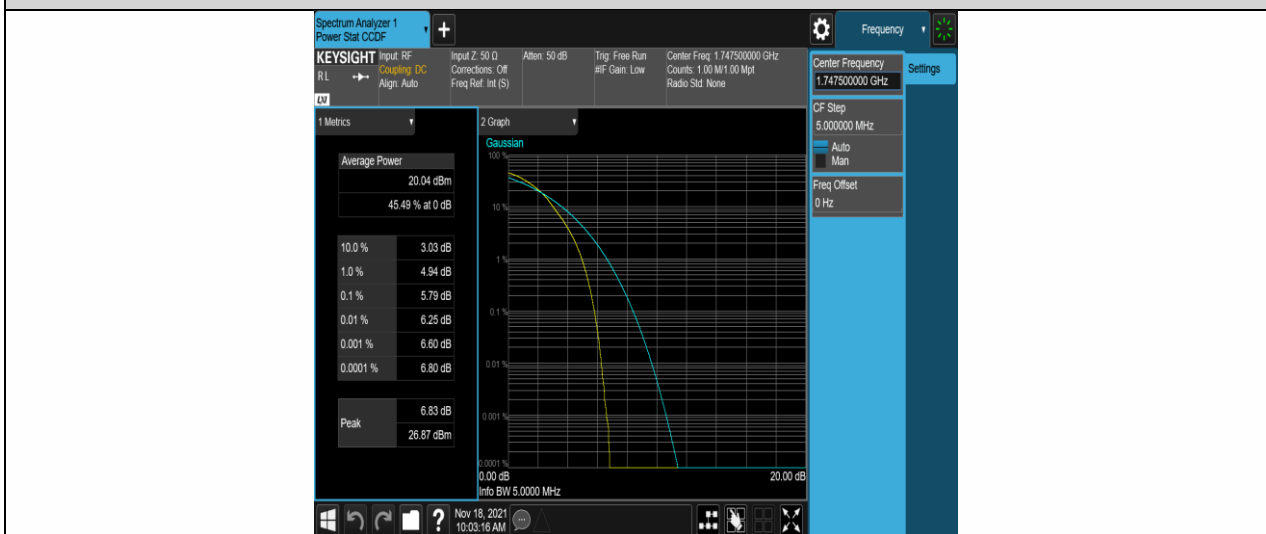 Spectrum Analyzer 1
Power Stat CCDF
Frequency
KEYSIGHT
Input: RF
Coupling: DC
Align: Auto
Input Z: 50 Ω
Corrections: Off
Freq Ref: Int (S)
Atten: 50 dB
Trig: Free Run
#IF Gain: Low
Center Freq: 1.747500000 GHz
Counts: 1.00 M/1.00 Mpt
Radio Std: None
R L
LXI
Center Frequency
1.747500000 GHz
Settings
CF Step
5.000000 MHz
Auto
Man
Freq Offset
0 Hz
1 Metrics
Average Power
20.04 dBm
45.49 % at 0 dB
10.0 % 3.03 dB
1.0 % 4.94 dB
0.1 % 5.79 dB
0.01 % 6.25 dB
0.001 % 6.60 dB
0.0001 % 6.80 dB
Peak 6.83 dB
26.87 dBm
2 Graph
Gaussian
100 %
10 %
1 %
0.1 %
0.01 %
0.001 %
0.0001 %
0.00 dB 20.00 dB
Info BW 5.0000 MHz
Nov 18, 2021
10:03:16 AM